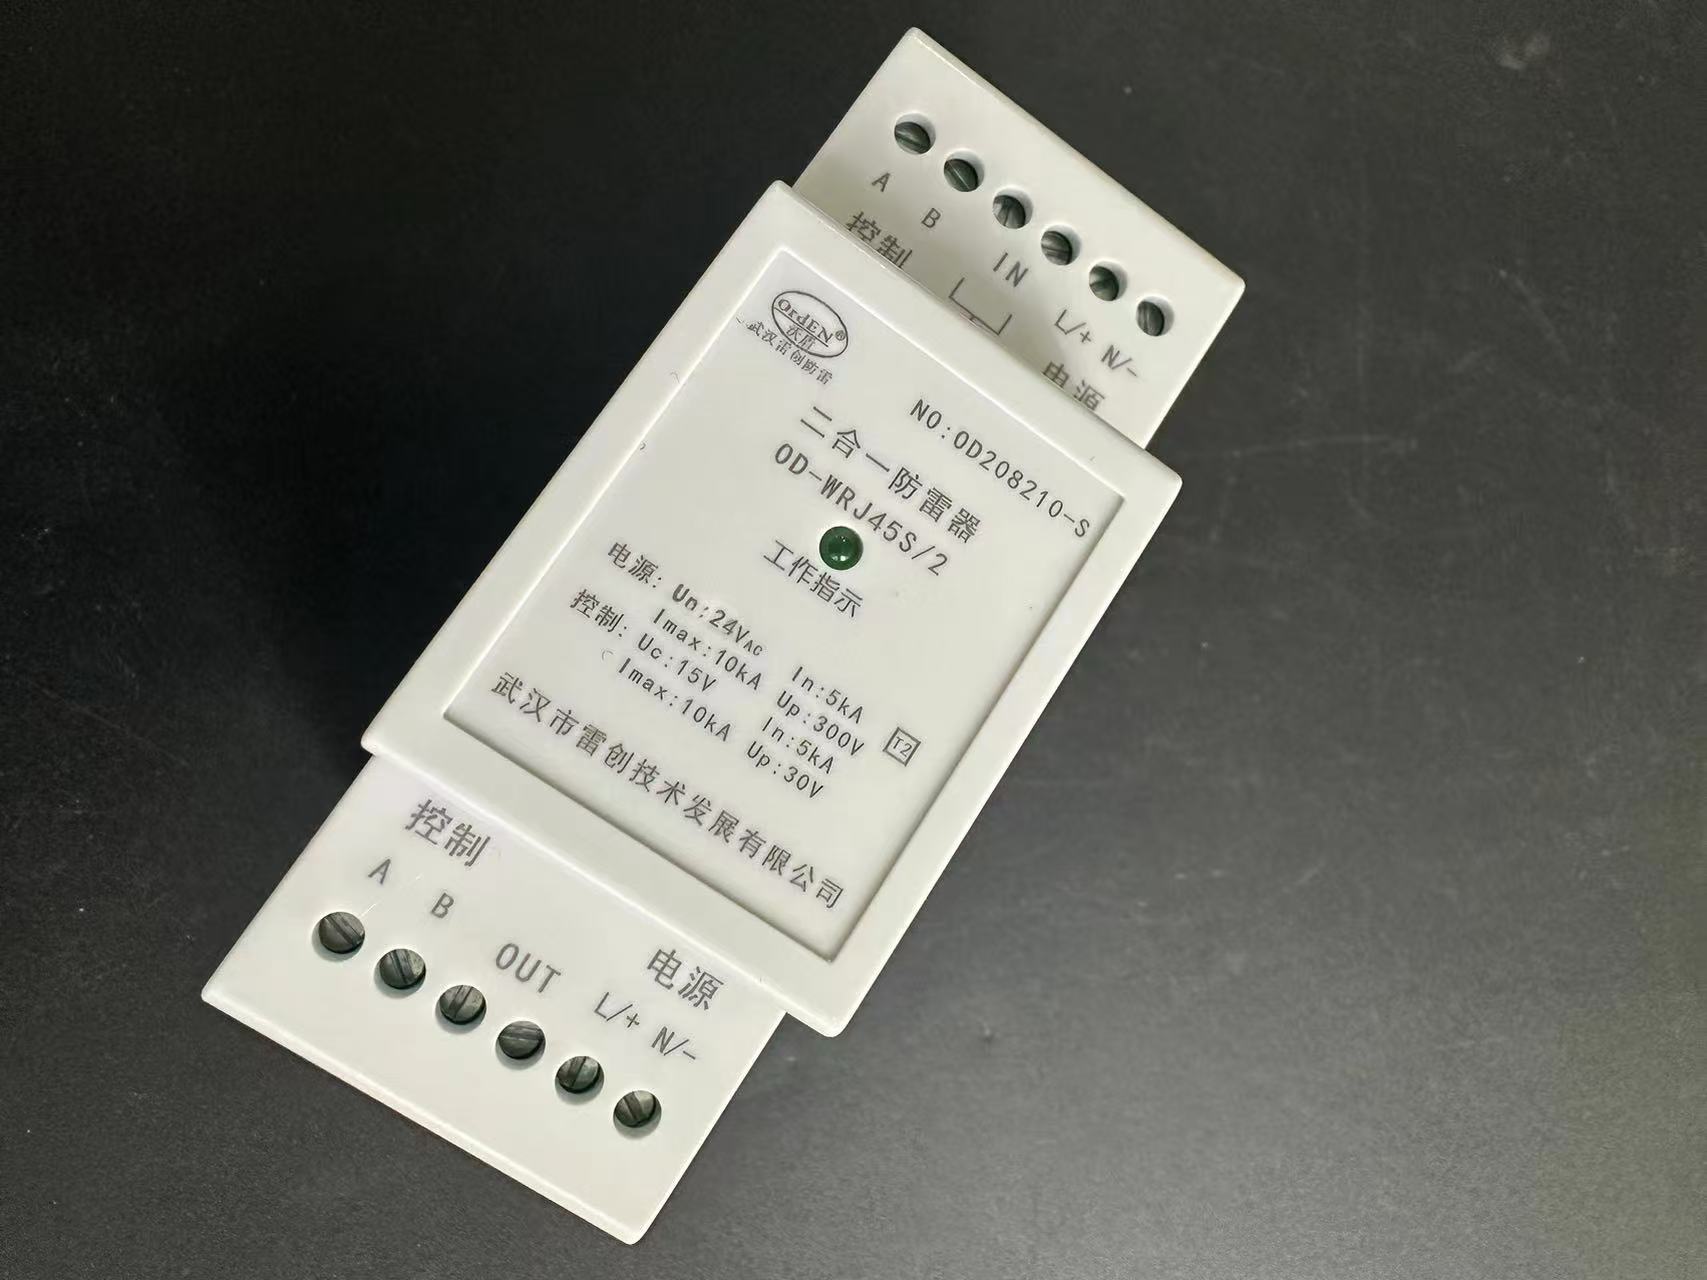 A B IN L/+ N/-
控制 电源
OrdEN®
沃盾
武汉雷创防雷
NO:OD208210-S
二合一防雷器
OD-WRJ45S/2
工作指示
电源: Un:24VAC In:5kA
Imax:10kA Up:300V
控制: Uc:15V In:5kA
Imax:10kA Up:30V
T2
武汉市雷创技术发展有限公司
控制 电源
A B OUT L/+ N/-